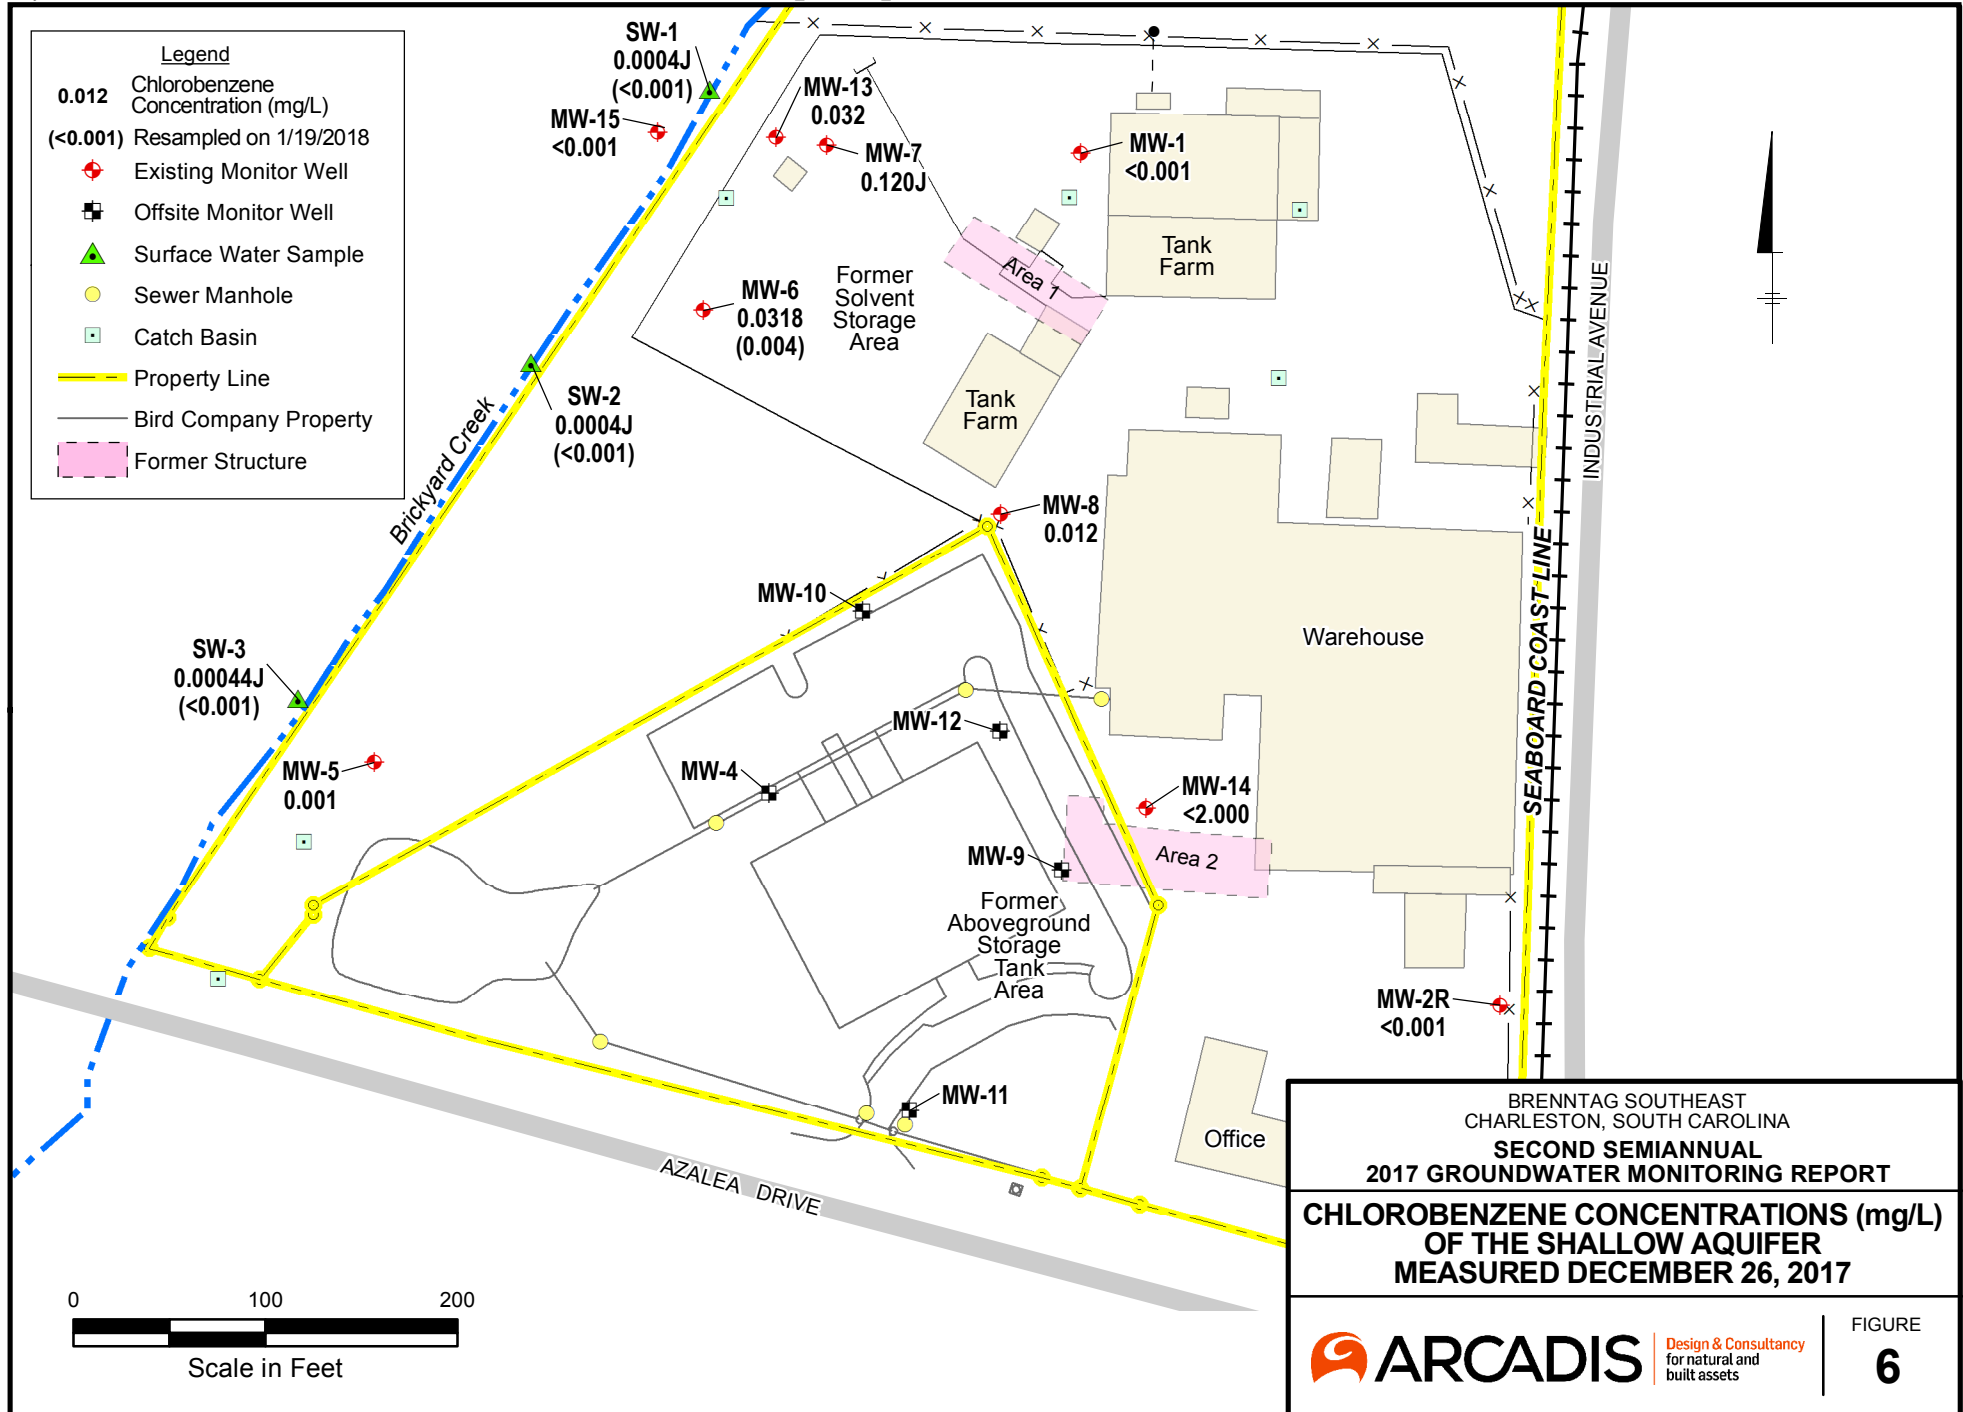 Legend
0.012 Chlorobenzene
Concentration (mg/L)
(<0.001) Resampled on 1/19/2018
Existing Monitor Well
Offsite Monitor Well
Surface Water Sample
Sewer Manhole
Catch Basin
Property Line
Bird Company Property
Former Structure
SW-1
0.0004J
(<0.001)
MW-15
<0.001
MW-13
0.032
MW-7
0.120J
MW-1
<0.001
Tank
Farm
Area 1
MW-6
0.0318
(0.004)
Former
Solvent
Storage
Area
Tank
Farm
SW-2
0.0004J
(<0.001)
Brickyard Creek
INDUSTRIAL AVENUE
MW-8
0.012
MW-10
SEABOARD COAST LINE
Warehouse
SW-3
0.00044J
(<0.001)
MW-12
MW-5
0.001
MW-4
MW-14
<2.000
MW-9
Area 2
Former
Aboveground
Storage
Tank
Area
MW-2R
<0.001
MW-11
Office
AZALEA DRIVE
0 100 200
Scale in Feet
BRENNTAG SOUTHEAST
CHARLESTON, SOUTH CAROLINA
SECOND SEMIANNUAL
2017 GROUNDWATER MONITORING REPORT
CHLOROBENZENE CONCENTRATIONS (mg/L)
OF THE SHALLOW AQUIFER
MEASURED DECEMBER 26, 2017
ARCADIS
Design & Consultancy
for natural and
built assets
FIGURE
6